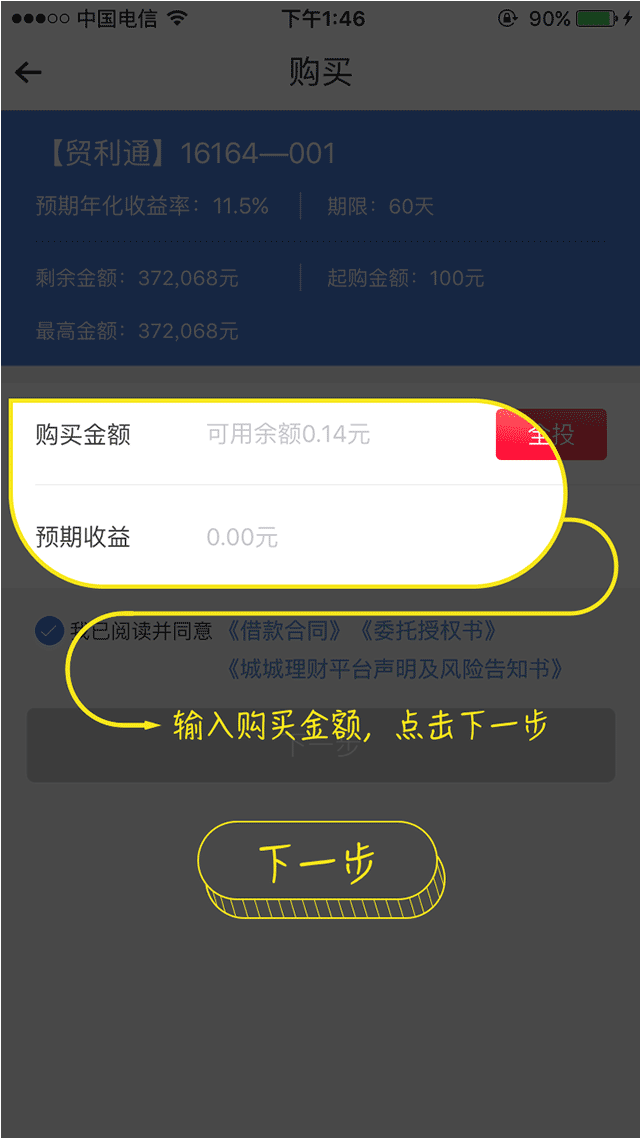 中国电信 下午1:46 90%
购买
【贸利通】16164—001
预期年化收益率：11.5% 期限：60天
剩余金额：372,068元 起购金额：100元
最高金额：372,068元
购买金额 可用余额0.14元 全投
预期收益 0.00元
我已阅读并同意 《借款合同》 《委托授权书》
《城城理财平台声明及风险告知书》
输入购买金额，点击下一步
下一步
下一步